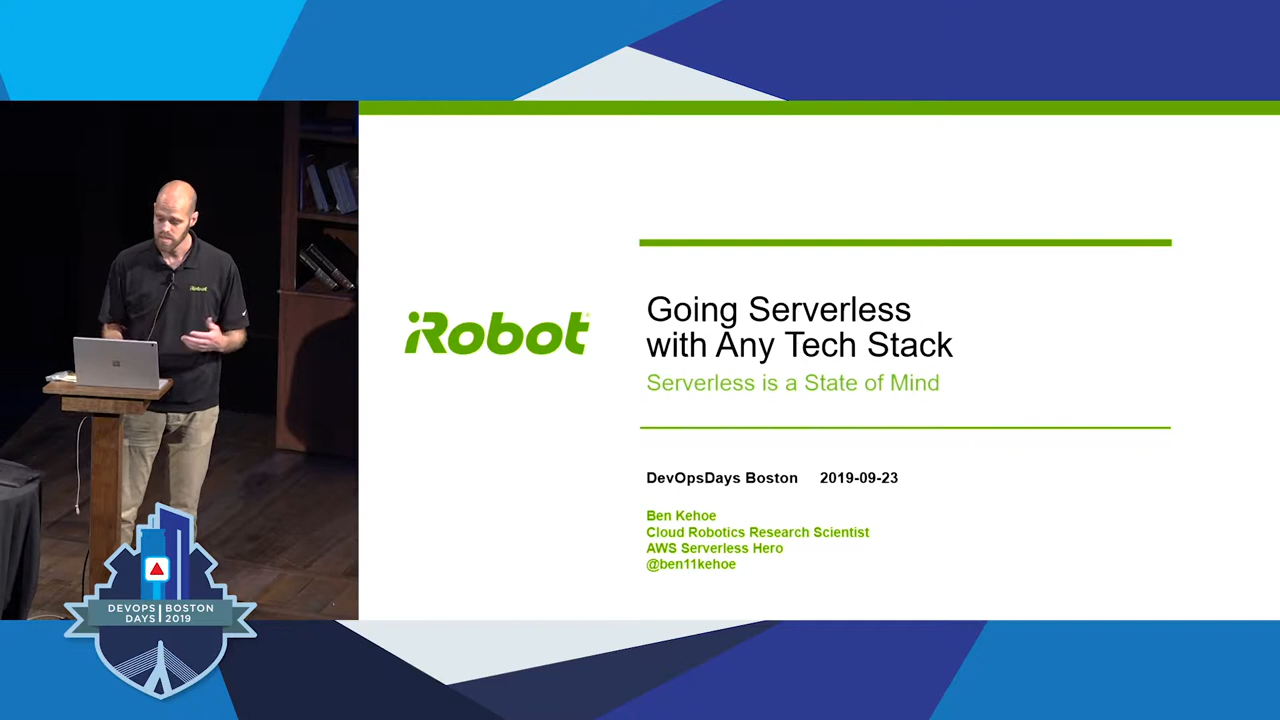 iRobot
iRobot
Going Serverless
with Any Tech Stack
Serverless is a State of Mind
DevOpsDays Boston 2019-09-23
Ben Kehoe
Cloud Robotics Research Scientist
AWS Serverless Hero
@ben11kehoe
DEVOPS BOSTON
DAYS 2019